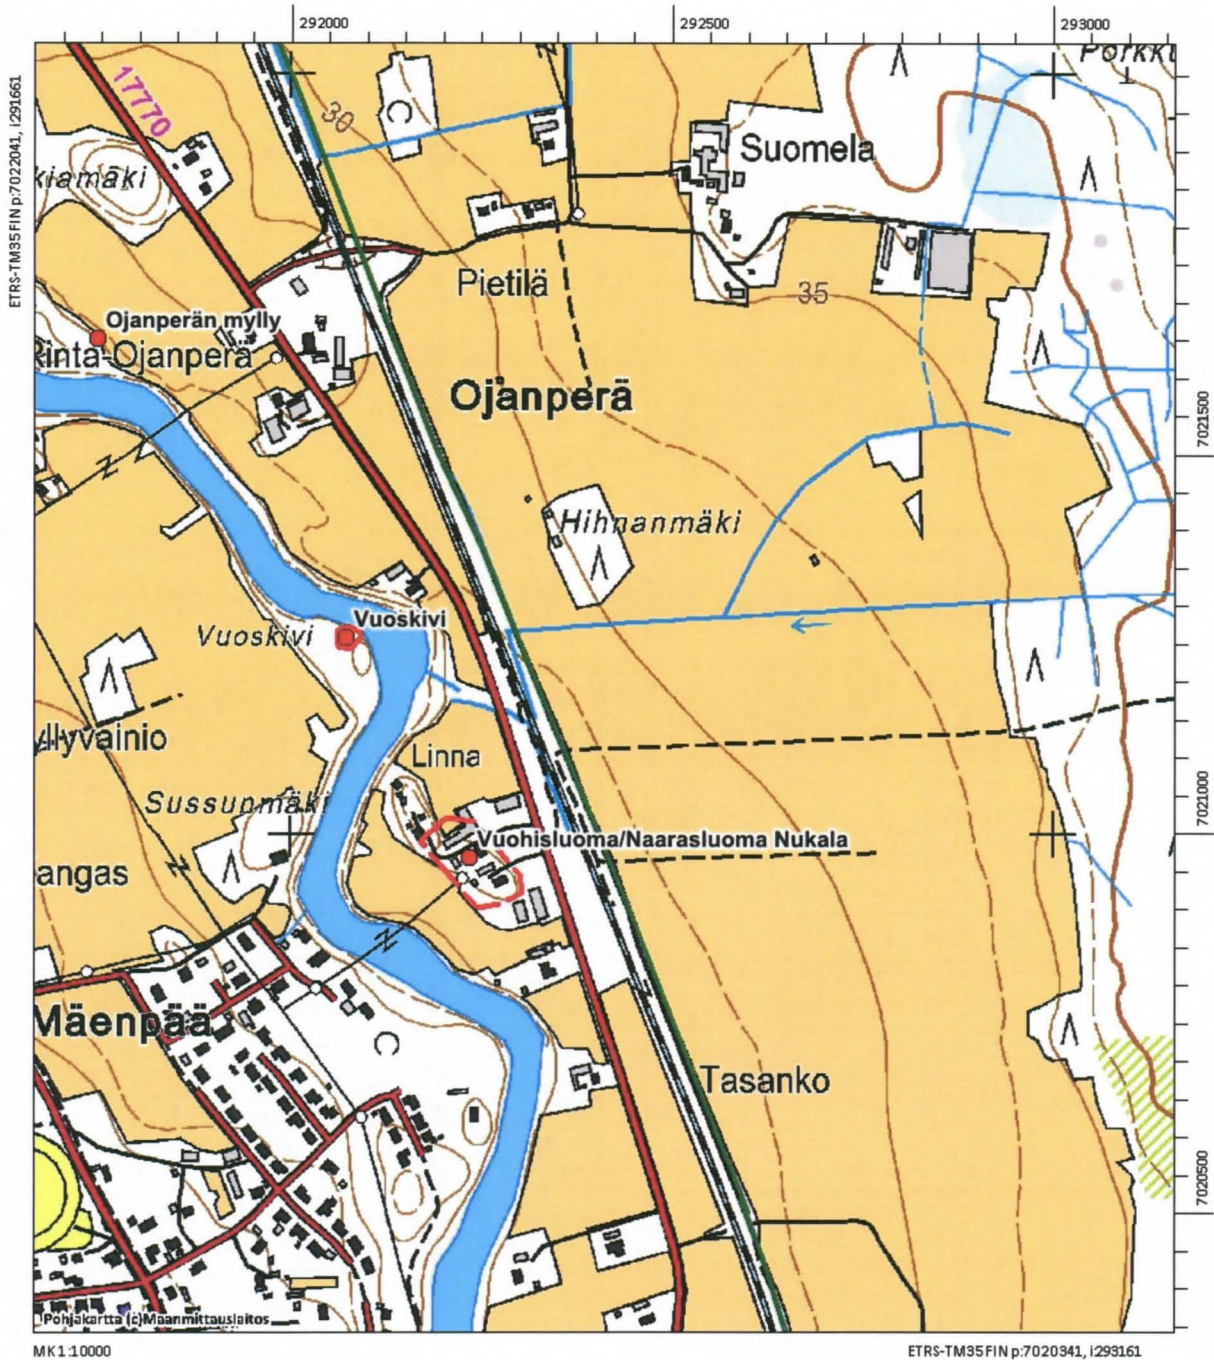 292000
292500
293000
ETRS-TM35FIN p:7022041, i291661
17770
30
Suomela
kiamäki
Pietilä
35
Ojanperän mylly
Rinta-Ojanperä
Ojanperä
7021500
Hihnanmäki
Vuoskivi
Vuoskivi
yllyvainio
Linna
Sussunmäki
7021000
Vuohisluoma/Naarasluoma Nukala
angas
Mäenpää
Tasanko
7020500
Pohjakartta (c)Maanmittauslaitos
MK1:10000
ETRS-TM35FIN p:7020341, i293161